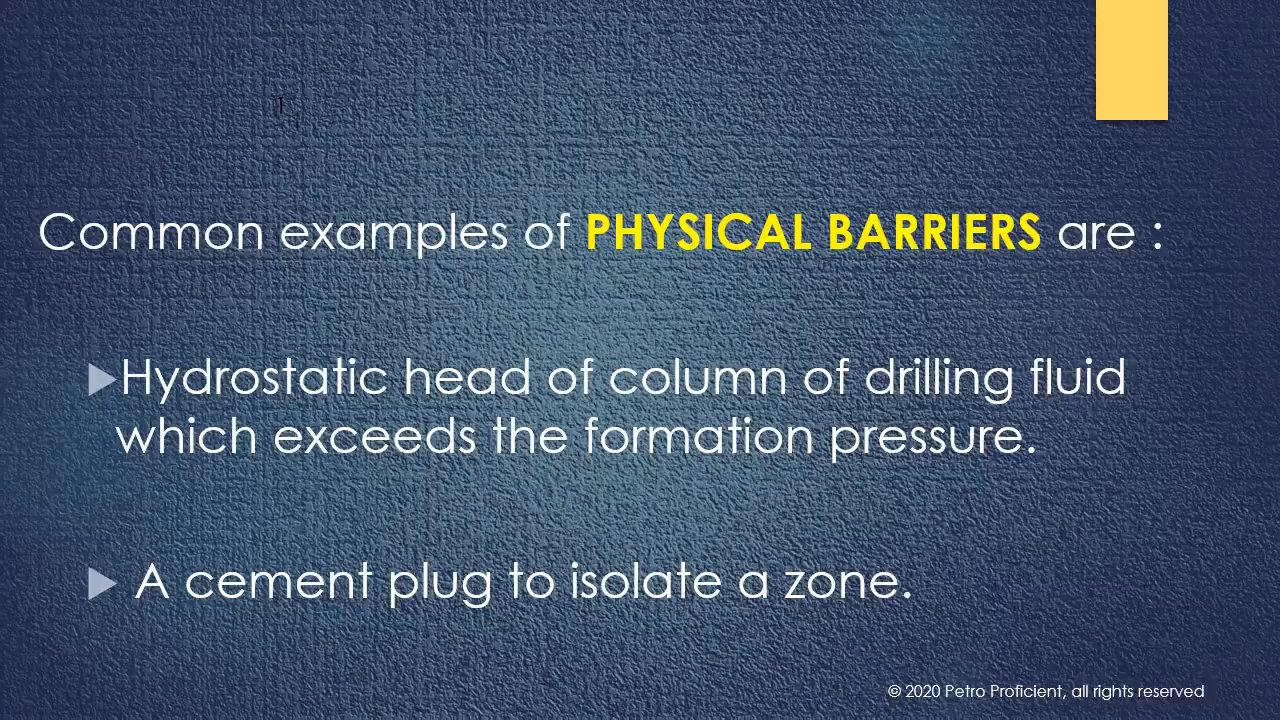 1
Common examples of PHYSICAL BARRIERS are :
▶Hydrostatic head of column of drilling fluid
which exceeds the formation pressure.
▶ A cement plug to isolate a zone.
© 2020 Petro Proficient, all rights reserved